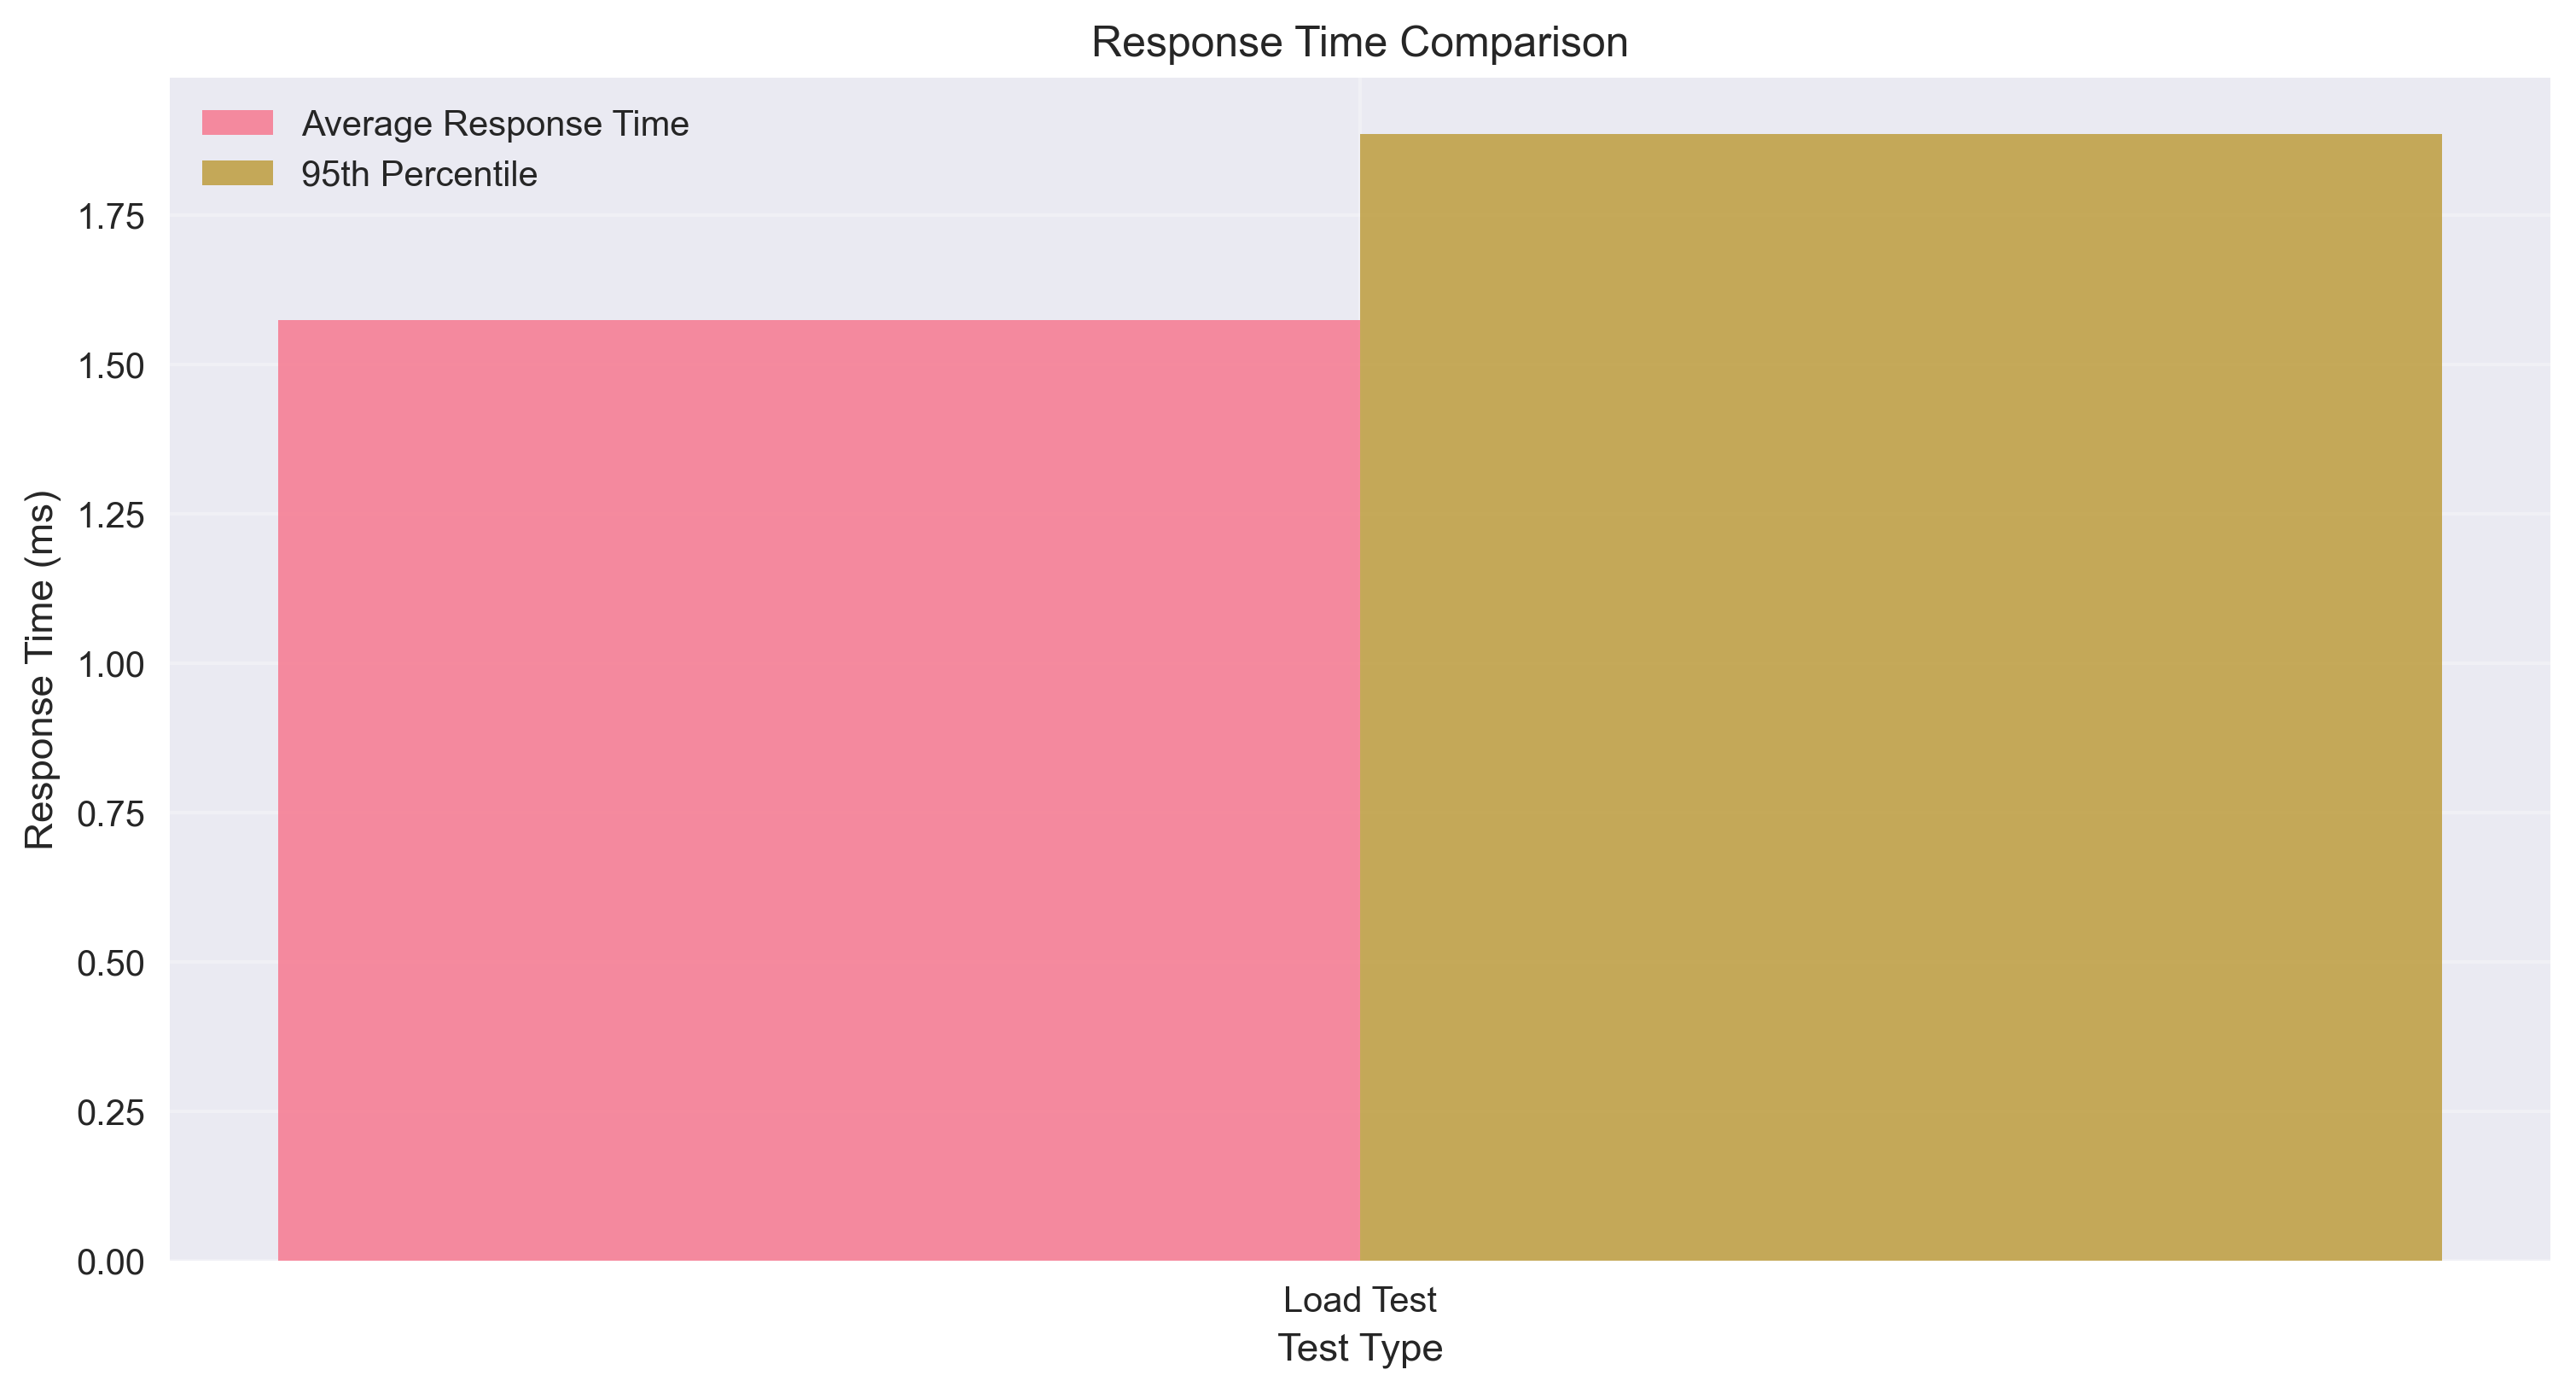 Response Time Comparison
Average Response Time
95th Percentile
1.75
1.50
1.25
1.00
0.75
0.50
0.25
0.00
Response Time (ms)
Load Test
Test Type